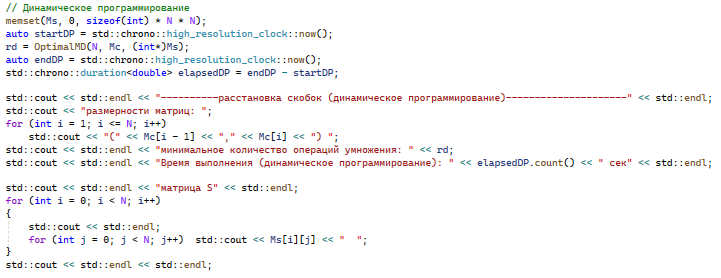 // Динамическое программирование
memset(Ms, 0, sizeof(int) * N * N);
auto startDP = std::chrono::high_resolution_clock::now();
rd = OptimalMD(N, Mc, (int*)Ms);
auto endDP = std::chrono::high_resolution_clock::now();
std::chrono::duration<double> elapsedDP = endDP - startDP;
std::cout << std::endl << "----------расстановка скобок (динамическое программирование)---------------------" << std::endl;
std::cout << "размерности матриц: ";
for (int i = 1; i <= N; i++)
std::cout << "(" << Mc[i - 1] << "," << Mc[i] << ") ";
std::cout << std::endl << "минимальное количество операций умножения: " << rd;
std::cout << std::endl << "Время выполнения (динамическое программирование): " << elapsedDP.count() << " сек" << std::endl;
std::cout << std::endl << "матрица S" << std::endl;
for (int i = 0; i < N; i++)
{
std::cout << std::endl;
for (int j = 0; j < N; j++)  std::cout << Ms[i][j] << "  ";
}
std::cout << std::endl << std::endl;